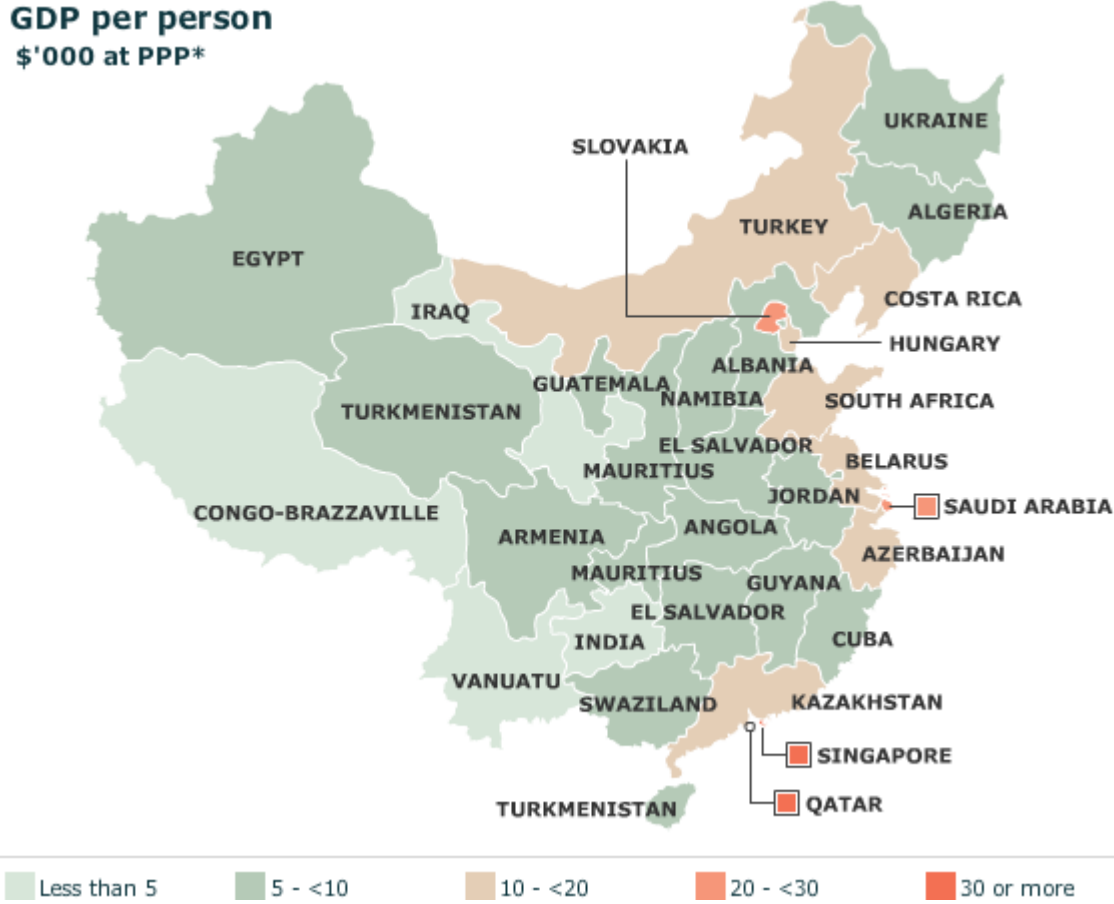 GDP per person
$'000 at PPP*
UKRAINE
SLOVAKIA
ALGERIA
TURKEY
EGYPT
COSTA RICA
IRAQ
HUNGARY
ALBANIA
GUATEMALA
NAMIBIA
SOUTH AFRICA
TURKMENISTAN
EL SALVADOR
BELARUS
MAURITIUS
JORDAN
SAUDI ARABIA
CONGO-BRAZZAVILLE
ANGOLA
ARMENIA
AZERBAIJAN
MAURITIUS
GUYANA
EL SALVADOR
CUBA
INDIA
VANUATU
SWAZILAND
KAZAKHSTAN
SINGAPORE
QATAR
TURKMENISTAN
Less than 5
5 - <10
10 - <20
20 - <30
30 or more